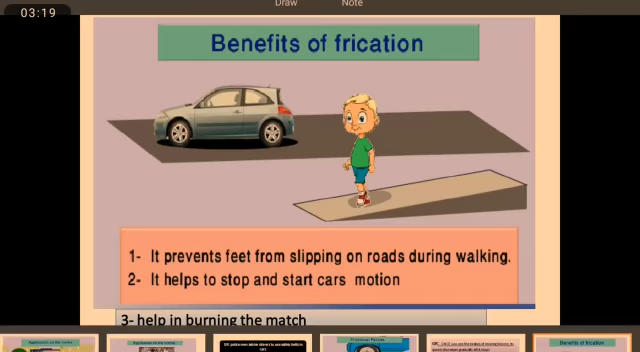 Draw Note
03:19
Benefits of frication
1- It prevents feet from slipping on roads during walking.
2- It helps to stop and start cars motion
3- help in burning the match
Benefits of frication